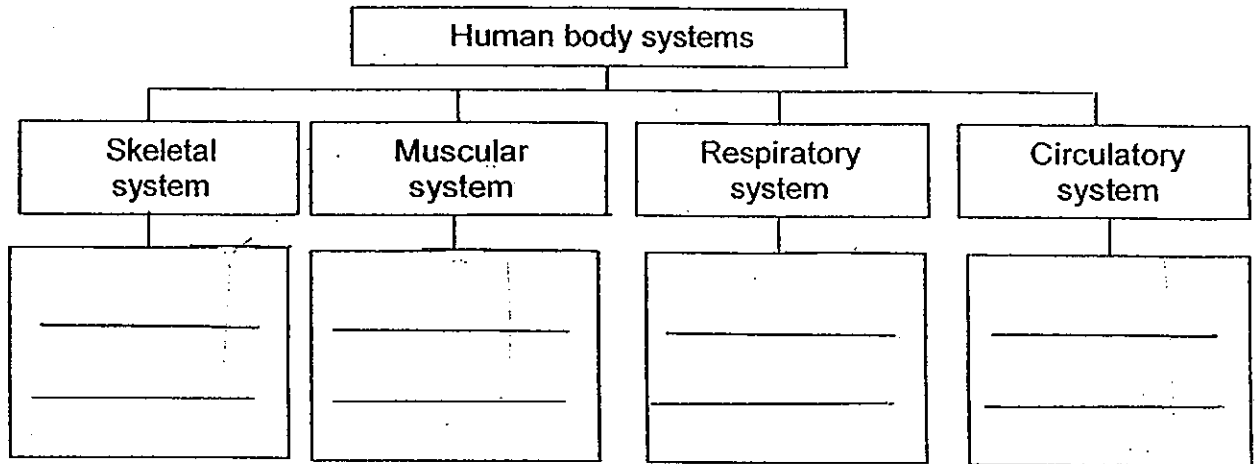 Human body systems
Skeletal
system
Muscular
system
Respiratory
system
Circulatory
system